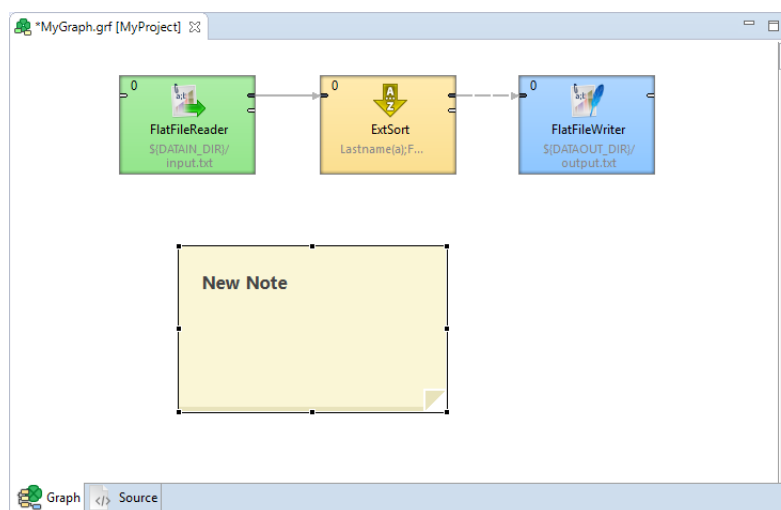 *MyGraph.grf [MyProject]
0
FlatFileReader
${DATAIN_DIR}/
input.txt
0
A
Z
ExtSort
Lastname(a);F...
0
FlatFileWriter
${DATAOUT_DIR}/
output.txt
New Note
Graph
</> Source